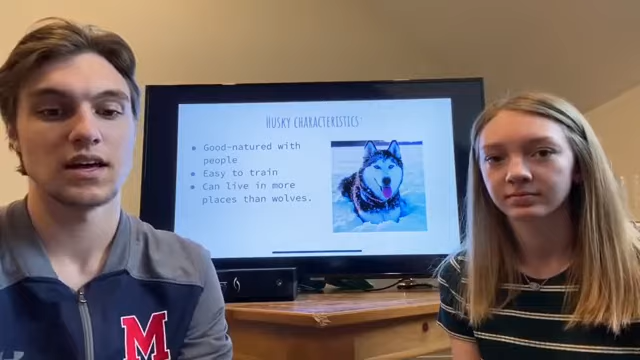 Husky characteristics
Good-natured with
people
Easy to train
Can live in more
places than wolves.
M